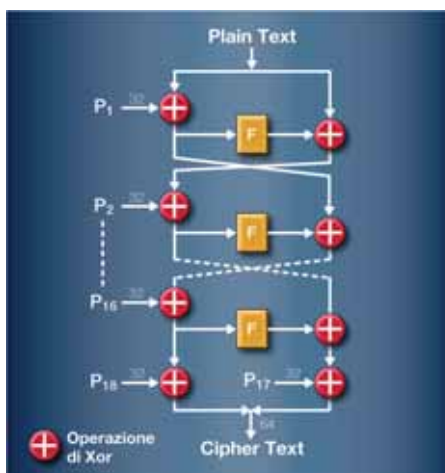 Plain Text
P1
32
F
P2
32
F
P16
32
F
P18
32
P17
32
64
Cipher Text
Operazione
di Xor